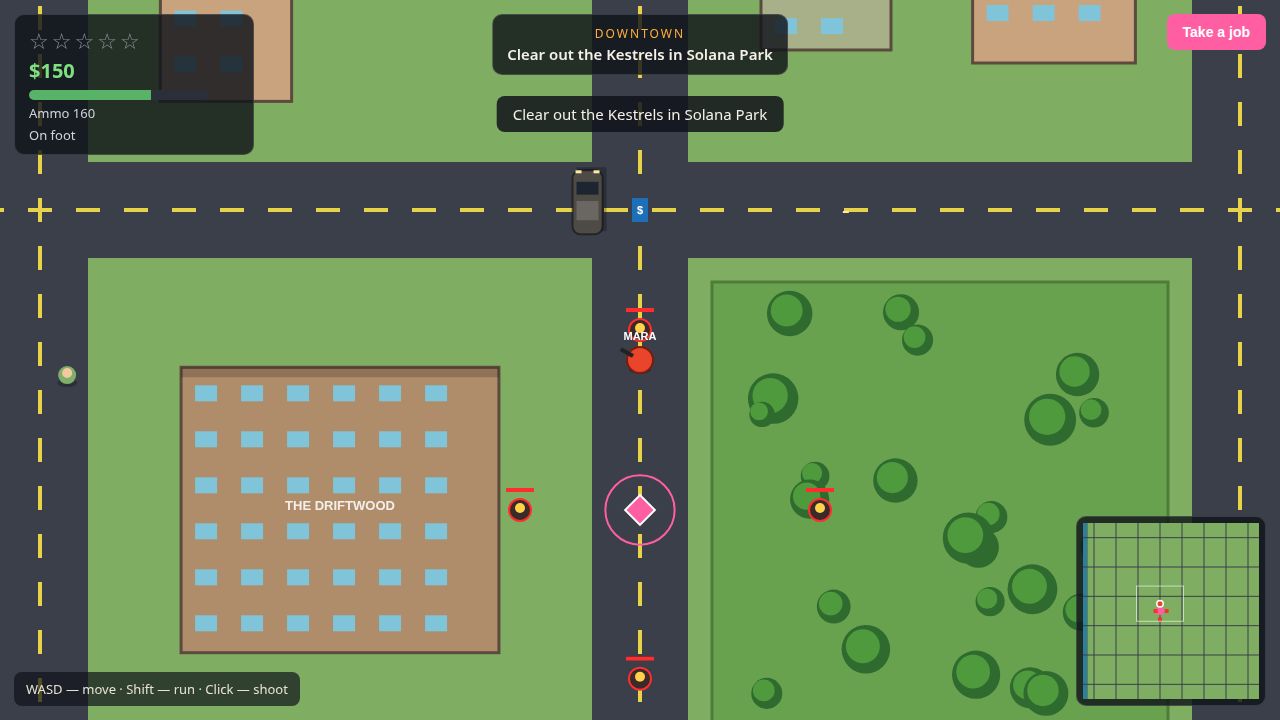 ☆☆☆☆☆
$150
Ammo 160
On foot
DOWNTOWN
Clear out the Kestrels in Solana Park
Clear out the Kestrels in Solana Park
Take a job
$
MARA
THE DRIFTWOOD
WASD — move · Shift — run · Click — shoot